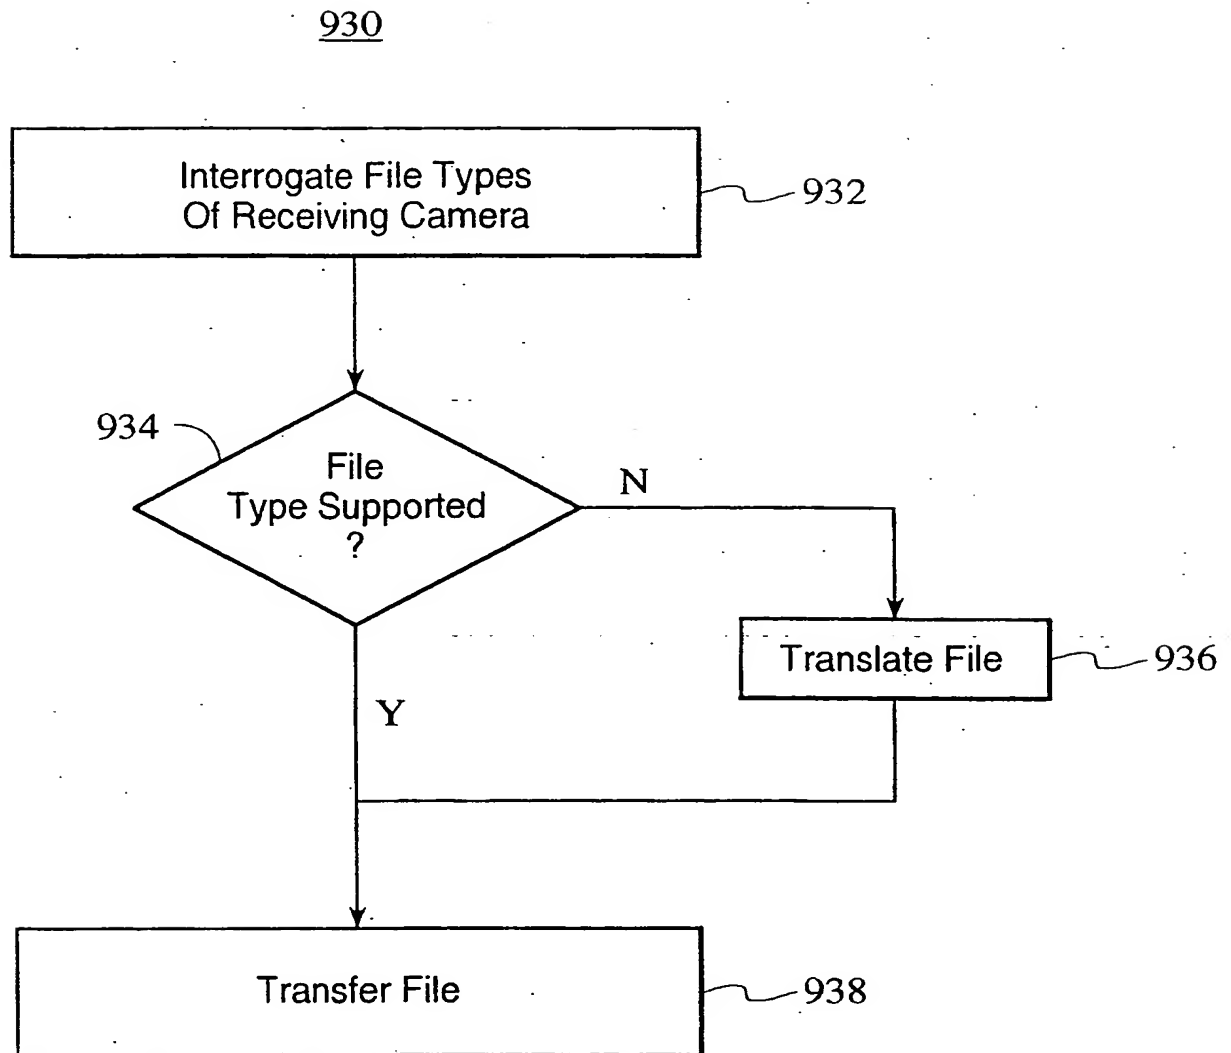 930
Interrogate File Types
Of Receiving Camera
932
934
File
Type Supported
?
N
Translate File
936
Y
Transfer File
938